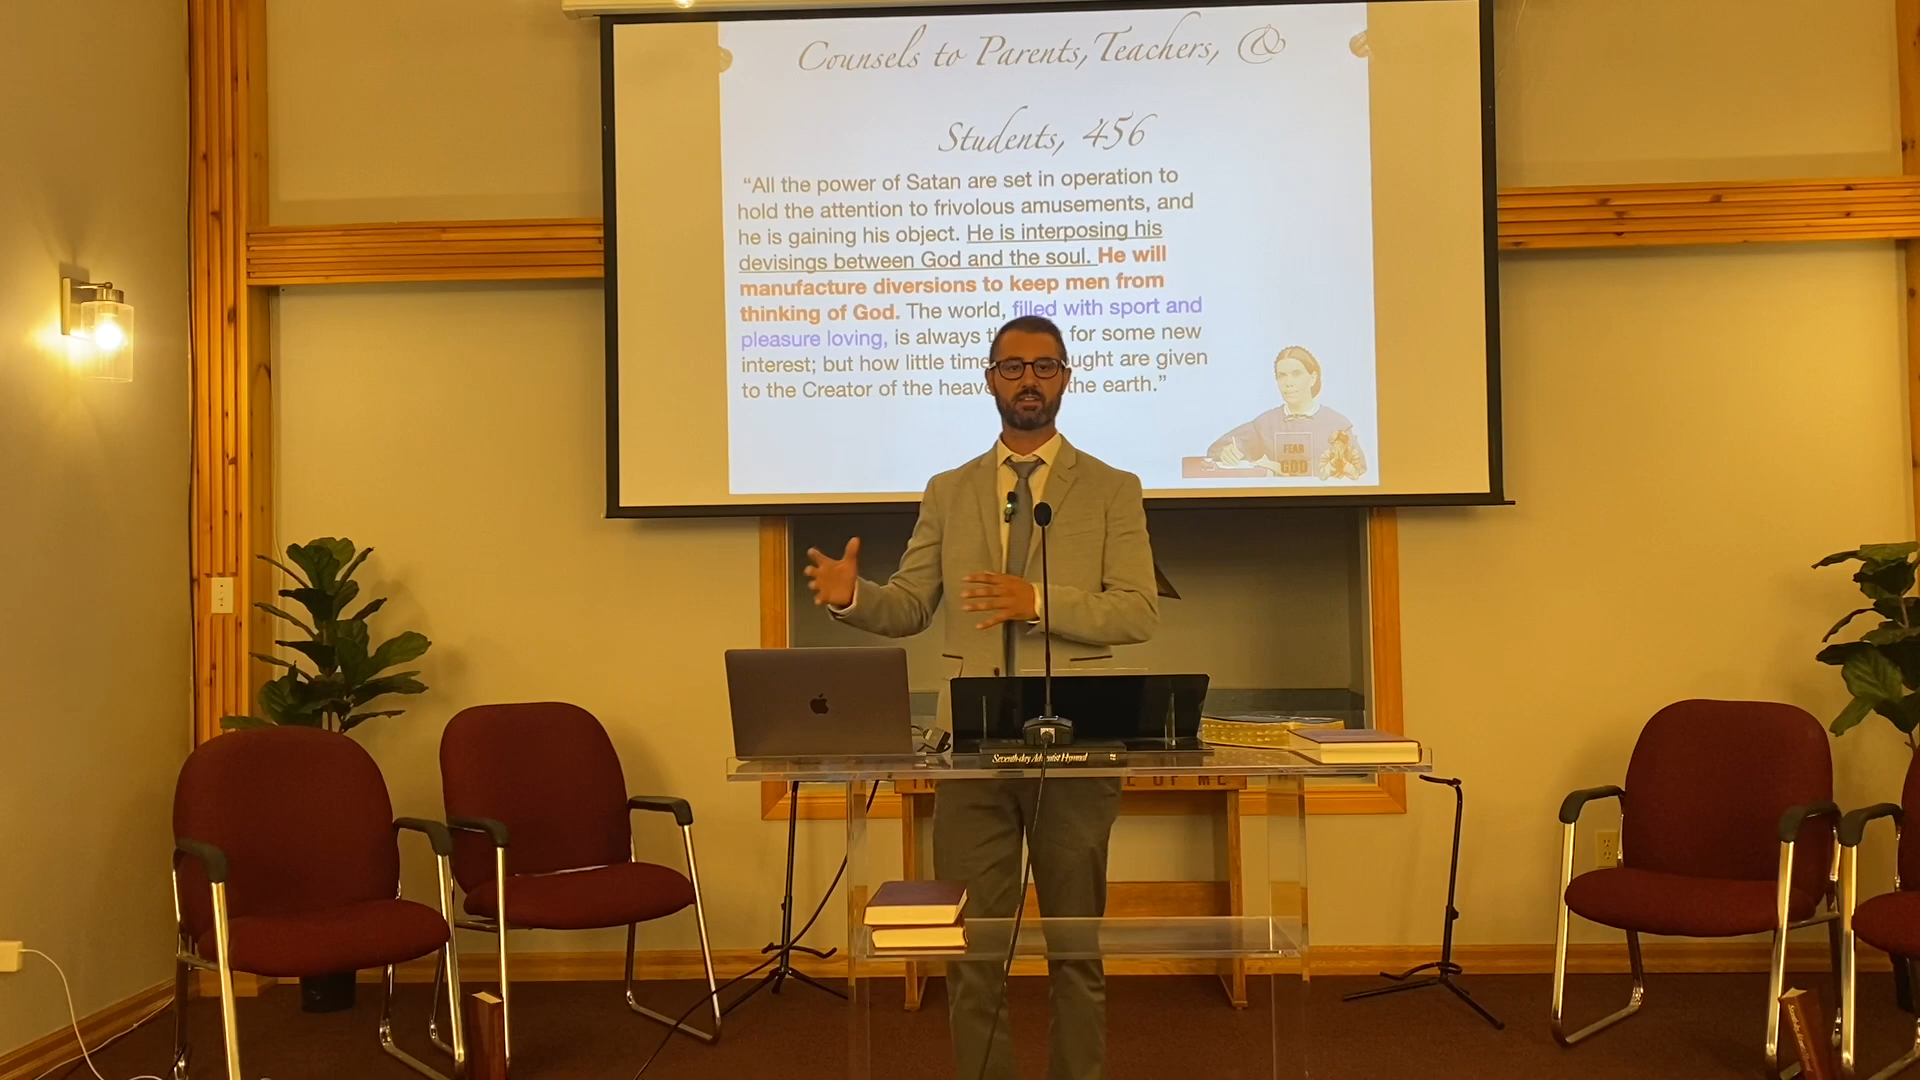 Counsels to Parents, Teachers, &
Students, 456
“All the power of Satan are set in operation to
hold the attention to frivolous amusements, and
he is gaining his object. He is interposing his
devisings between God and the soul. He will
manufacture diversions to keep men from
thinking of God. The world, filled with sport and
pleasure loving, is always for some new
interest; but how little time are given
to the Creator of the the earth.”
FEAR
GOD
Seventh-day Adventist Hymnal
OF ME